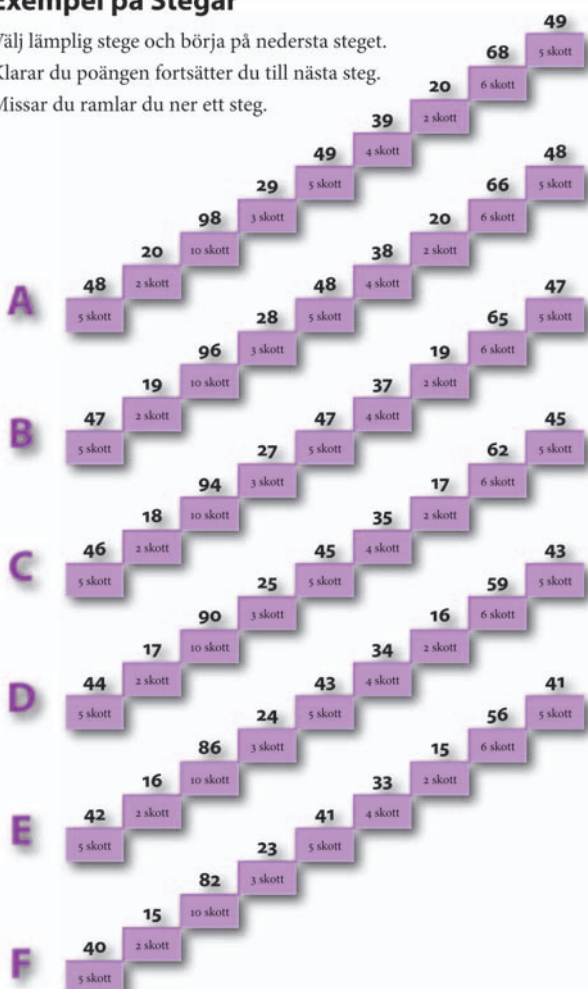 Exempel på Stegar
Välj lämplig stege och börja på nedersta steget.
Klarar du poängen fortsätter du till nästa steg.
Missar du ramlar du ner ett steg.
A
48
5 skott
20
2 skott
98
10 skott
29
3 skott
49
5 skott
39
4 skott
20
2 skott
68
6 skott
49
5 skott
B
47
5 skott
19
2 skott
96
10 skott
28
3 skott
48
5 skott
38
4 skott
20
2 skott
66
6 skott
48
5 skott
C
46
5 skott
18
2 skott
94
10 skott
27
3 skott
47
5 skott
37
4 skott
19
2 skott
65
6 skott
47
5 skott
D
44
5 skott
17
2 skott
90
10 skott
25
3 skott
45
5 skott
35
4 skott
17
2 skott
62
6 skott
45
5 skott
E
42
5 skott
16
2 skott
86
10 skott
24
3 skott
43
5 skott
34
4 skott
16
2 skott
59
6 skott
43
5 skott
F
40
5 skott
15
2 skott
82
10 skott
23
3 skott
41
5 skott
33
4 skott
15
2 skott
56
6 skott
41
5 skott